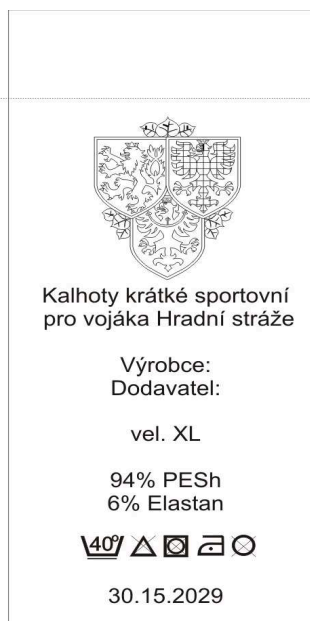 Kalhoty krátké sportovní
pro vojáka Hradní stráže
Výrobce:
Dodavatel:
vel. XL
94% PESh
6% Elastan
40°
30.15.2029